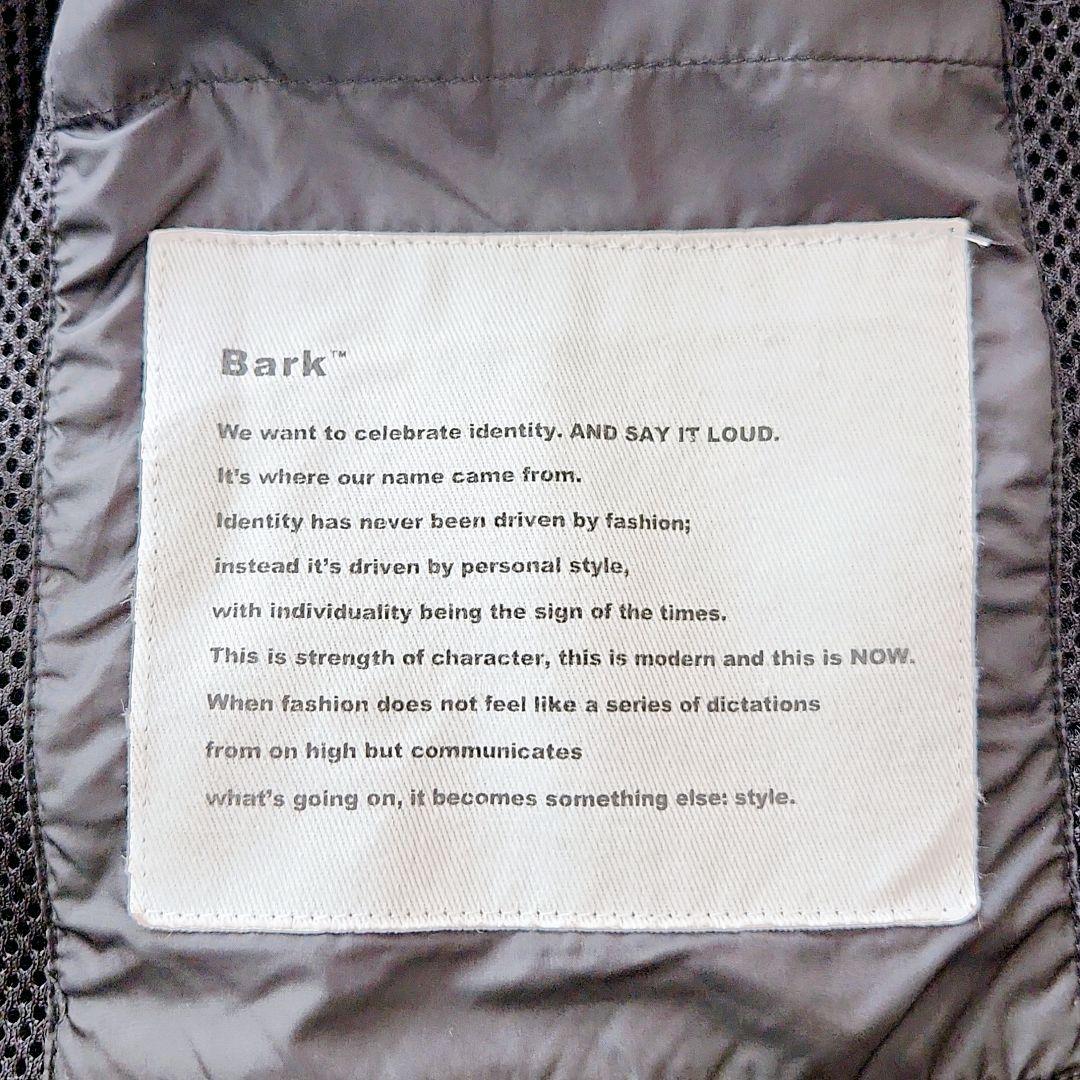 Bark™
We want to celebrate identity. AND SAY IT LOUD.
It's where our name came from.
Identity has never been driven by fashion;
instead it's driven by personal style,
with individuality being the sign of the times.
This is strength of character, this is modern and this is NOW.
When fashion does not feel like a series of dictations
from on high but communicates
what's going on, it becomes something else: style.